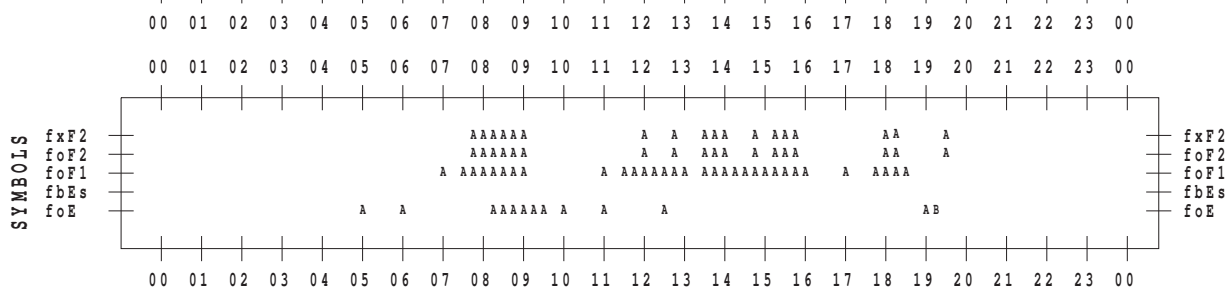 00 01 02 03 04 05 06 07 08 09 10 11 12 13 14 15 16 17 18 19 20 21 22 23 00
00 01 02 03 04 05 06 07 08 09 10 11 12 13 14 15 16 17 18 19 20 21 22 23 00
SYMBOLS
fxF2 AAAAAA A A AAA A AAA AA A fxF2
foF2 AAAAAA A A AAA A AAA AA A foF2
foF1 A AAAAAAA A AAAAAAA AAAAAAAAAAA A AAAA foF1
fbEs fbEs
foE A A AAAAAA A A A AB foE
00 01 02 03 04 05 06 07 08 09 10 11 12 13 14 15 16 17 18 19 20 21 22 23 00